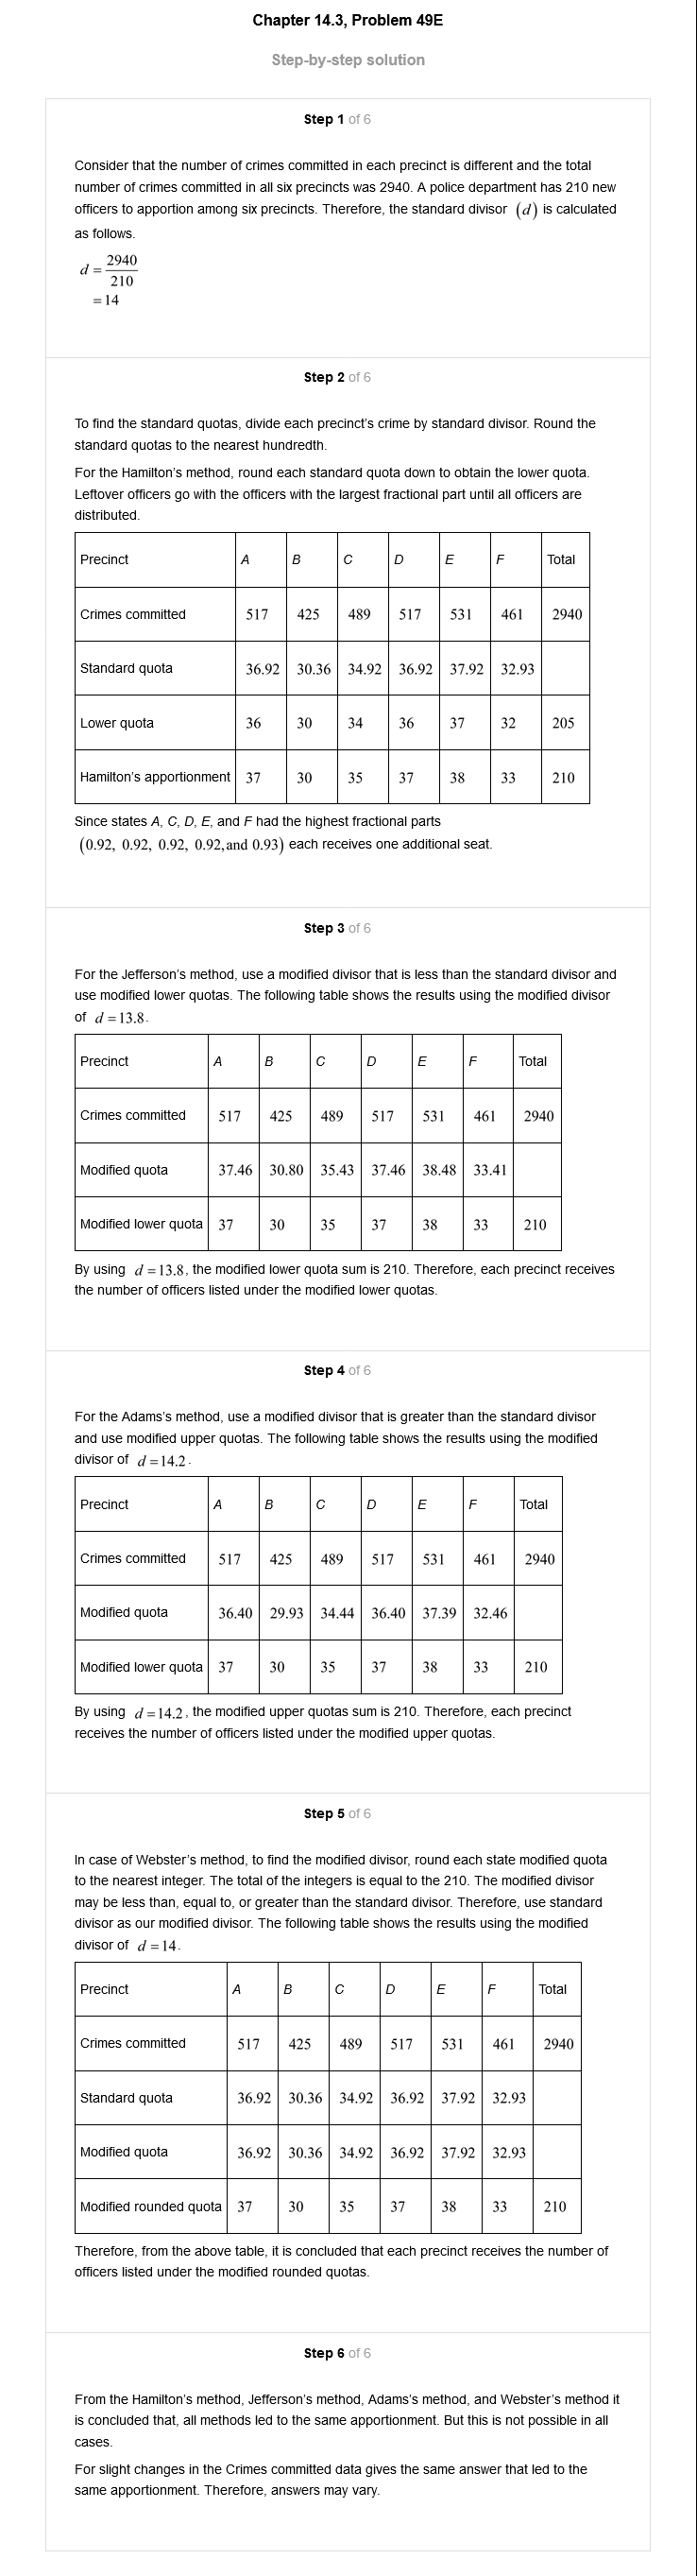 Chapter 14.3, Problem 49E
Step-by-step solution
Step 1 of 6
Consider that the number of crimes committed in each precinct is different and the total
number of crimes committed in all six precincts was 2940. A police department has 210 new
officers to apportion among six precincts. Therefore, the standard divisor (d) is calculated
as follows.
d = 2940/210
= 14
Step 2 of 6
To find the standard quotas, divide each precinct's crime by standard divisor. Round the
standard quotas to the nearest hundredth.
For the Hamilton's method, round each standard quota down to obtain the lower quota.
Leftover officers go with the officers with the largest fractional part until all officers are
distributed.
Precinct A B C D E F Total
Crimes committed 517 425 489 517 531 461 2940
Standard quota 36.92 30.36 34.92 36.92 37.92 32.93
Lower quota 36 30 34 36 37 32 205
Hamilton's apportionment 37 30 35 37 38 33 210
Since states A, C, D, E, and F had the highest fractional parts
(0.92, 0.92, 0.92, 0.92, and 0.93) each receives one additional seat.
Step 3 of 6
For the Jefferson's method, use a modified divisor that is less than the standard divisor and
use modified lower quotas. The following table shows the results using the modified divisor
of d = 13.8.
Precinct A B C D E F Total
Crimes committed 517 425 489 517 531 461 2940
Modified quota 37.46 30.80 35.43 37.46 38.48 33.41
Modified lower quota 37 30 35 37 38 33 210
By using d = 13.8, the modified lower quota sum is 210. Therefore, each precinct receives
the number of officers listed under the modified lower quotas.
Step 4 of 6
For the Adams's method, use a modified divisor that is greater than the standard divisor
and use modified upper quotas. The following table shows the results using the modified
divisor of d = 14.2.
Precinct A B C D E F Total
Crimes committed 517 425 489 517 531 461 2940
Modified quota 36.40 29.93 34.44 36.40 37.39 32.46
Modified lower quota 37 30 35 37 38 33 210
By using d = 14.2, the modified upper quotas sum is 210. Therefore, each precinct
receives the number of officers listed under the modified upper quotas.
Step 5 of 6
In case of Webster's method, to find the modified divisor, round each state modified quota
to the nearest integer. The total of the integers is equal to the 210. The modified divisor
may be less than, equal to, or greater than the standard divisor. Therefore, use standard
divisor as our modified divisor. The following table shows the results using the modified
divisor of d = 14.
Precinct A B C D E F Total
Crimes committed 517 425 489 517 531 461 2940
Standard quota 36.92 30.36 34.92 36.92 37.92 32.93
Modified quota 36.92 30.36 34.92 36.92 37.92 32.93
Modified rounded quota 37 30 35 37 38 33 210
Therefore, from the above table, it is concluded that each precinct receives the number of
officers listed under the modified rounded quotas.
Step 6 of 6
From the Hamilton's method, Jefferson's method, Adams's method, and Webster's method it
is concluded that, all methods led to the same apportionment. But this is not possible in all
cases.
For slight changes in the Crimes committed data gives the same answer that led to the
same apportionment. Therefore, answers may vary.